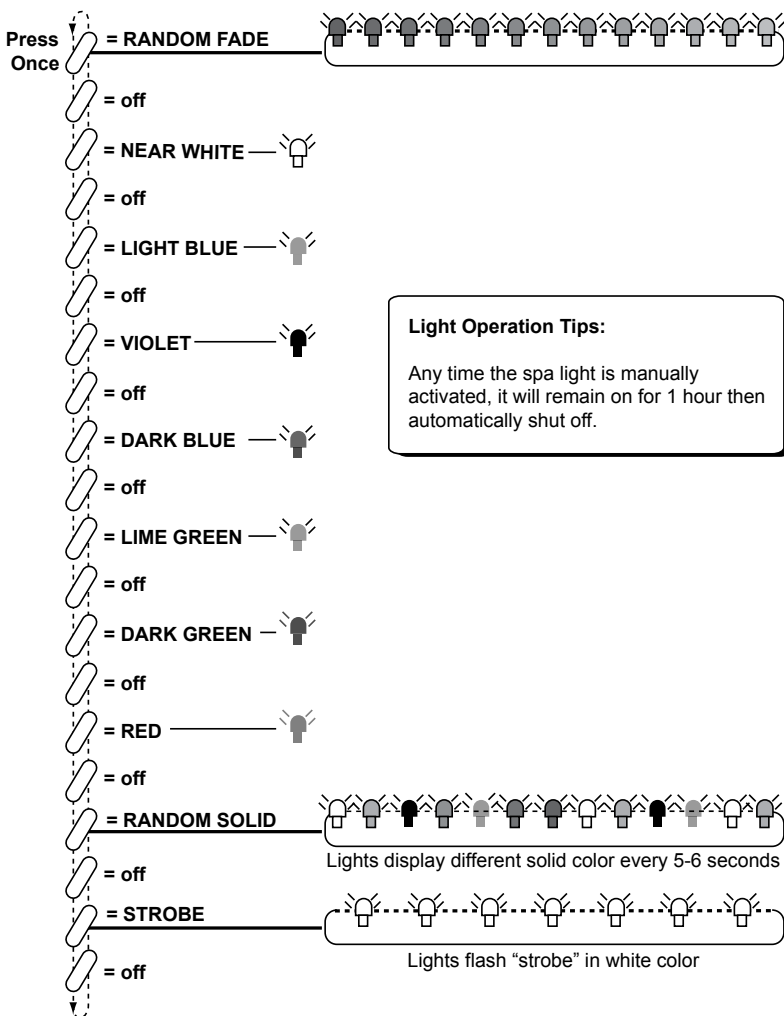 Press
Once
= RANDOM FADE
= off
= NEAR WHITE
= off
= LIGHT BLUE
= off
= VIOLET
= off
= DARK BLUE
= off
= LIME GREEN
= off
= DARK GREEN
= off
= RED
= off
= RANDOM SOLID
Lights display different solid color every 5-6 seconds
= off
= STROBE
Lights flash “strobe” in white color
= off
Light Operation Tips:
Any time the spa light is manually
activated, it will remain on for 1 hour then
automatically shut off.